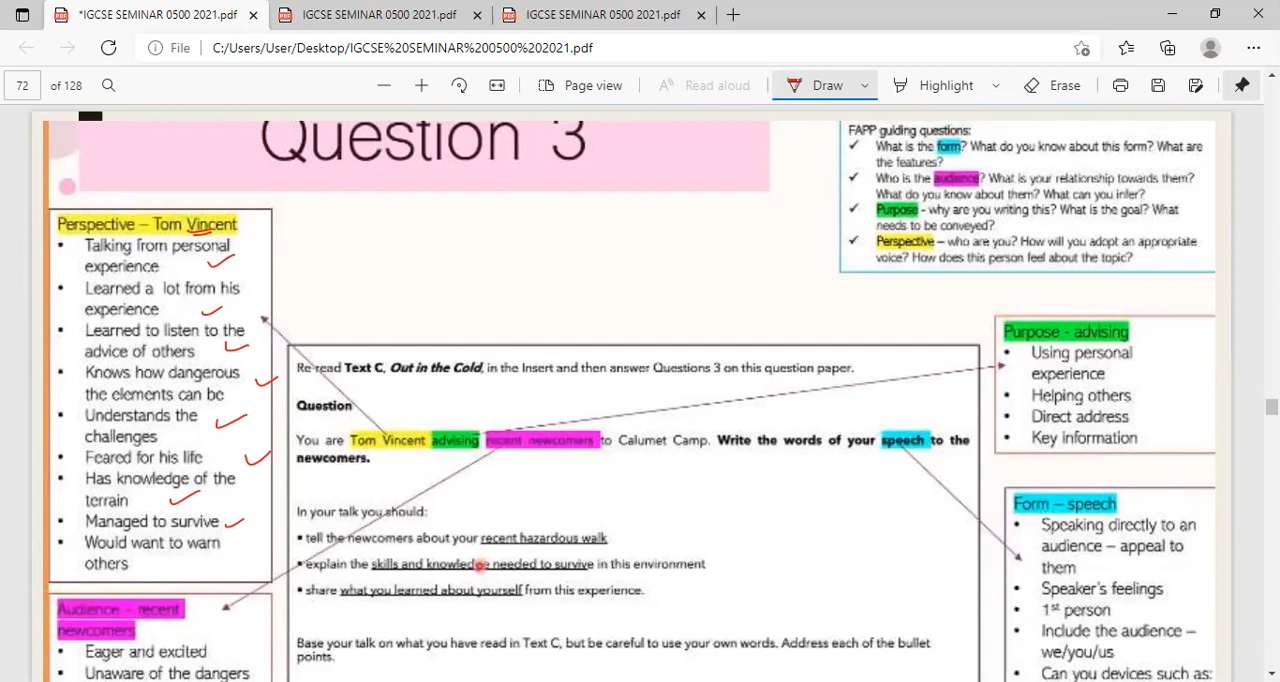 *IGCSE SEMINAR 0500 2021.pdf
IGCSE SEMINAR 0500 2021.pdf
IGCSE SEMINAR 0500 2021.pdf
File
C:/Users/User/Desktop/IGCSE%20SEMINAR%200500%202021.pdf
72 of 128
Page view
Read aloud
Draw
Highlight
Erase
Question 3
FAPP guiding questions:
What is the form? What do you know about this form? What are
the features?
Who is the audience? What is your relationship towards them?
What do you know about them? What can you infer?
Purpose - why are you writing this? What is the goal? What
needs to be conveyed?
Perspective – who are you? How will you adopt an appropriate
voice? How does this person feel about the topic?
Perspective – Tom Vincent
• Talking from personal
experience
• Learned a lot from his
experience
• Learned to listen to the
advice of others
• Knows how dangerous
the elements can be
• Understands the
challenges
• Feared for his life
• Has knowledge of the
terrain
• Managed to survive
• Would want to warn
others
Re-read Text C, Out in the Cold, in the Insert and then answer Questions 3 on this question paper.
Question
You are Tom Vincent advising recent newcomers to Calumet Camp. Write the words of your speech to the
newcomers.
In your talk you should:
• tell the newcomers about your recent hazardous walk
• explain the skills and knowledge needed to survive in this environment
• share what you learned about yourself from this experience.
Base your talk on what you have read in Text C, but be careful to use your own words. Address each of the bullet
points.
Purpose - advising
• Using personal
experience
• Helping others
• Direct address
• Key information
Form – speech
• Speaking directly to an
audience – appeal to
them
• Speaker's feelings
• 1st person
• Include the audience –
we/you/us
• Can you devices such as:
Audience – recent
newcomers
• Eager and excited
• Unaware of the dangers